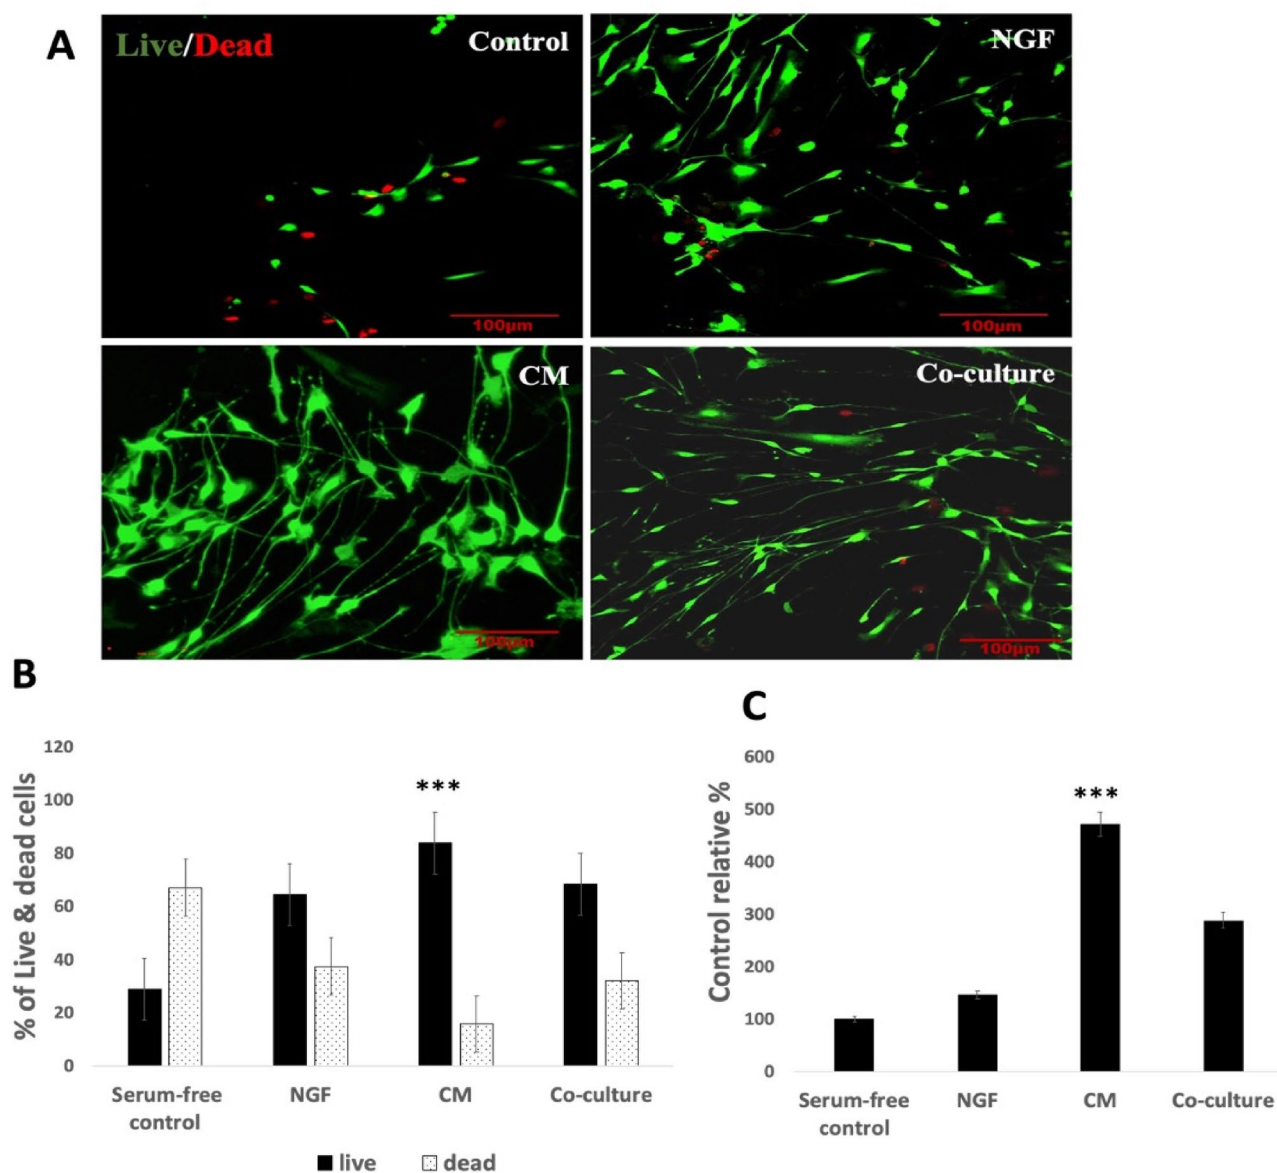 A
Live/Dead
Control
NGF
100µm
100µm
CM
Co-culture
100µm
100µm
B
% of Live & dead cells
120
100
80
60
40
20
0
***
Serum-free
control
NGF
CM
Co-culture
live
dead
C
Control relative %
600
500
400
300
200
100
0
***
Serum-free
control
NGF
CM
Co-culture